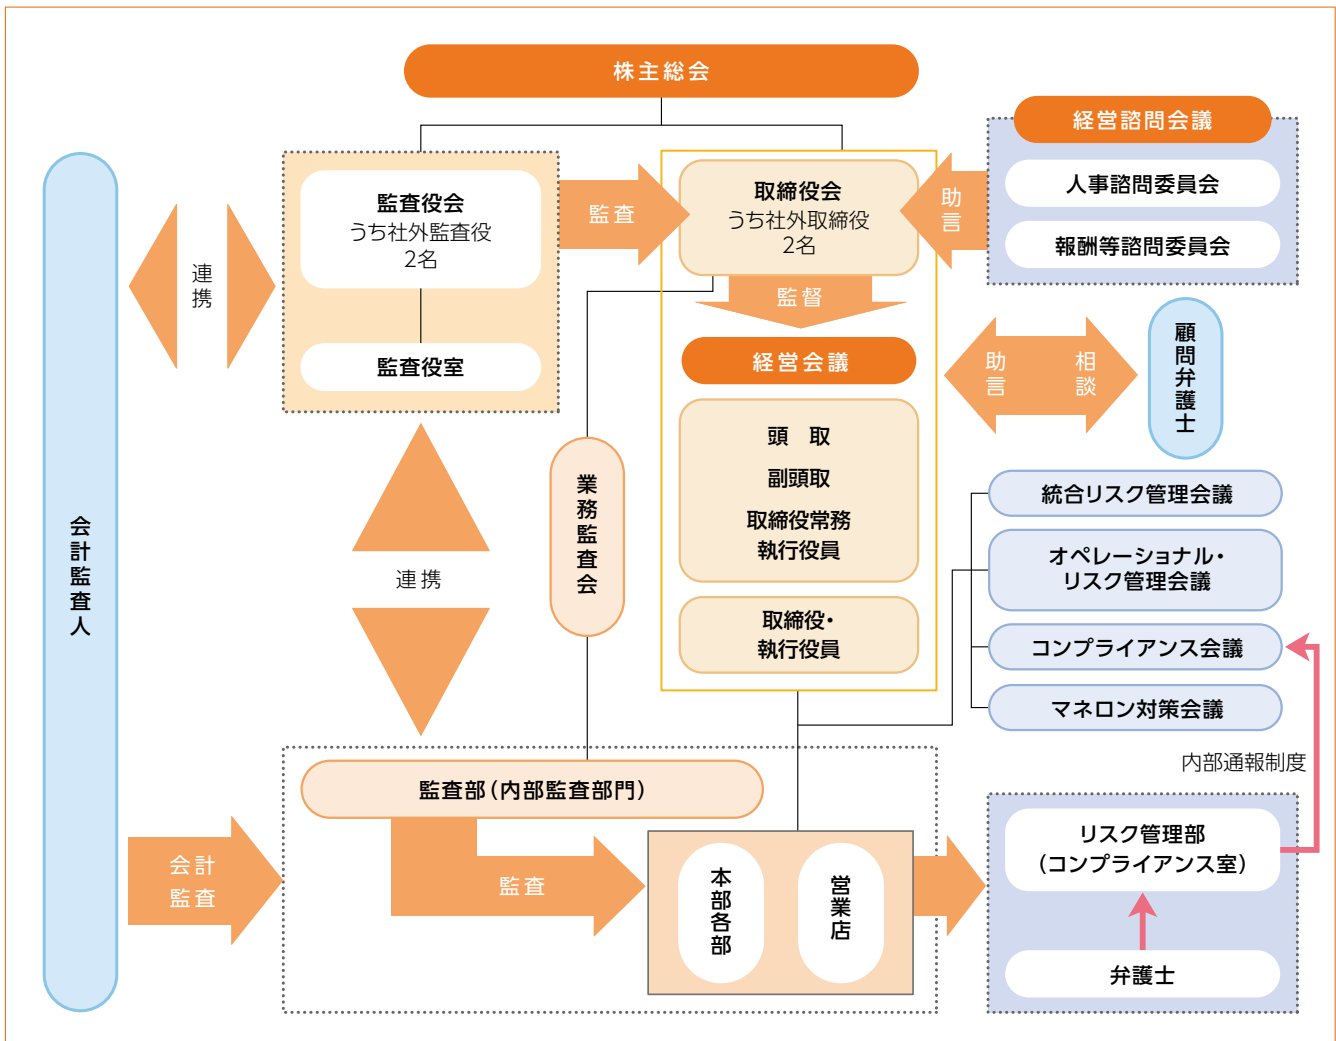 株主総会
経営諮問会議
人事諮問委員会
報酬等諮問委員会
監査役会
うち社外監査役
2名
監査役室
監査
取締役会
うち社外取締役
2名
助言
監督
連携
経営会議
頭 取
副頭取
取締役常務
執行役員
取締役・
執行役員
助言
相談
顧問弁護士
会計監査人
連携
業務監査会
統合リスク管理会議
オペレーショナル・
リスク管理会議
コンプライアンス会議
マネロン対策会議
内部通報制度
監査部（内部監査部門）
会計
監査
監査
本部各部
営業店
リスク管理部
（コンプライアンス室）
弁護士